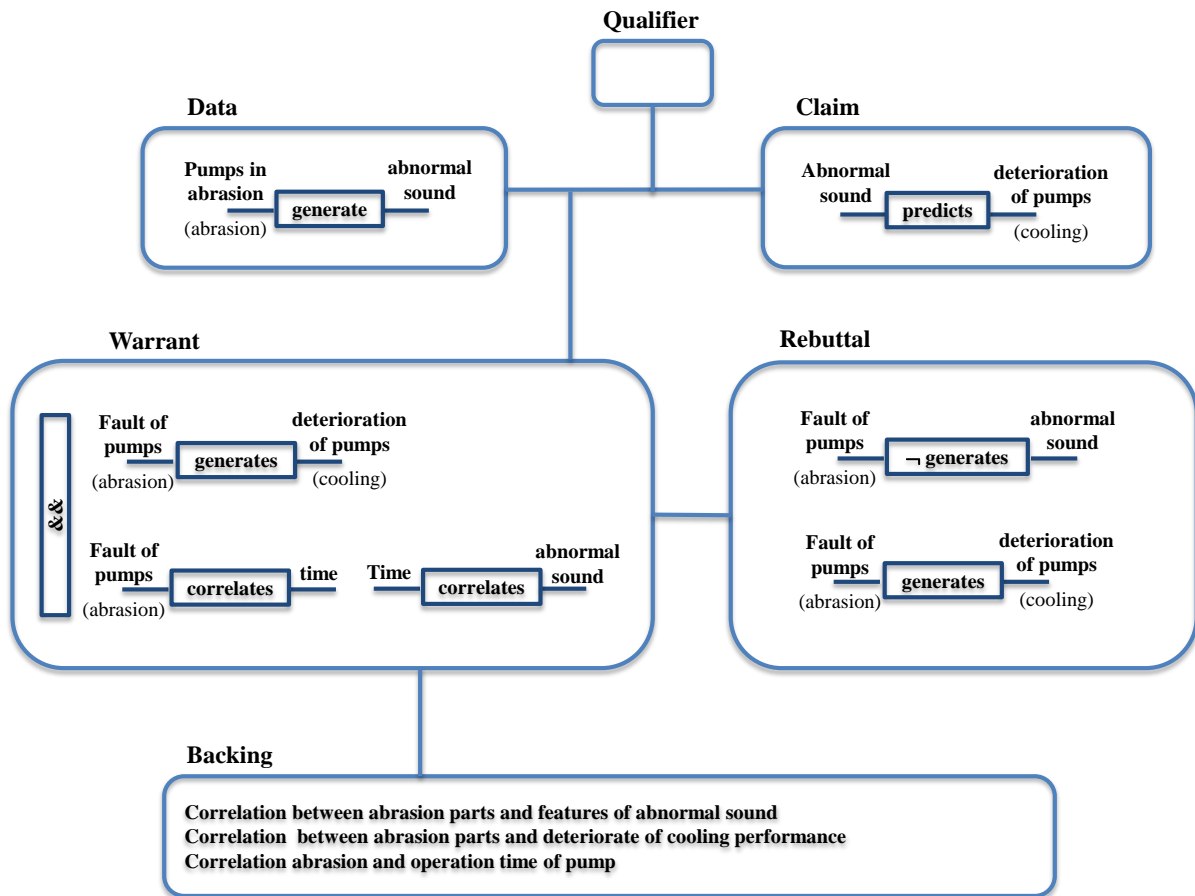 Qualifier
Data
Claim
Pumps in
abrasion
(abrasion)
generate
abnormal
sound
Abnormal
sound
predicts
deterioration
of pumps
(cooling)
Warrant
Rebuttal
&&
Fault of
pumps
(abrasion)
generates
deterioration
of pumps
(cooling)
Fault of
pumps
(abrasion)
correlates
time
Time
correlates
abnormal
sound
Fault of
pumps
(abrasion)
¬ generates
abnormal
sound
Fault of
pumps
(abrasion)
generates
deterioration
of pumps
(cooling)
Backing
Correlation between abrasion parts and features of abnormal sound
Correlation between abrasion parts and deteriorate of cooling performance
Correlation abrasion and operation time of pump